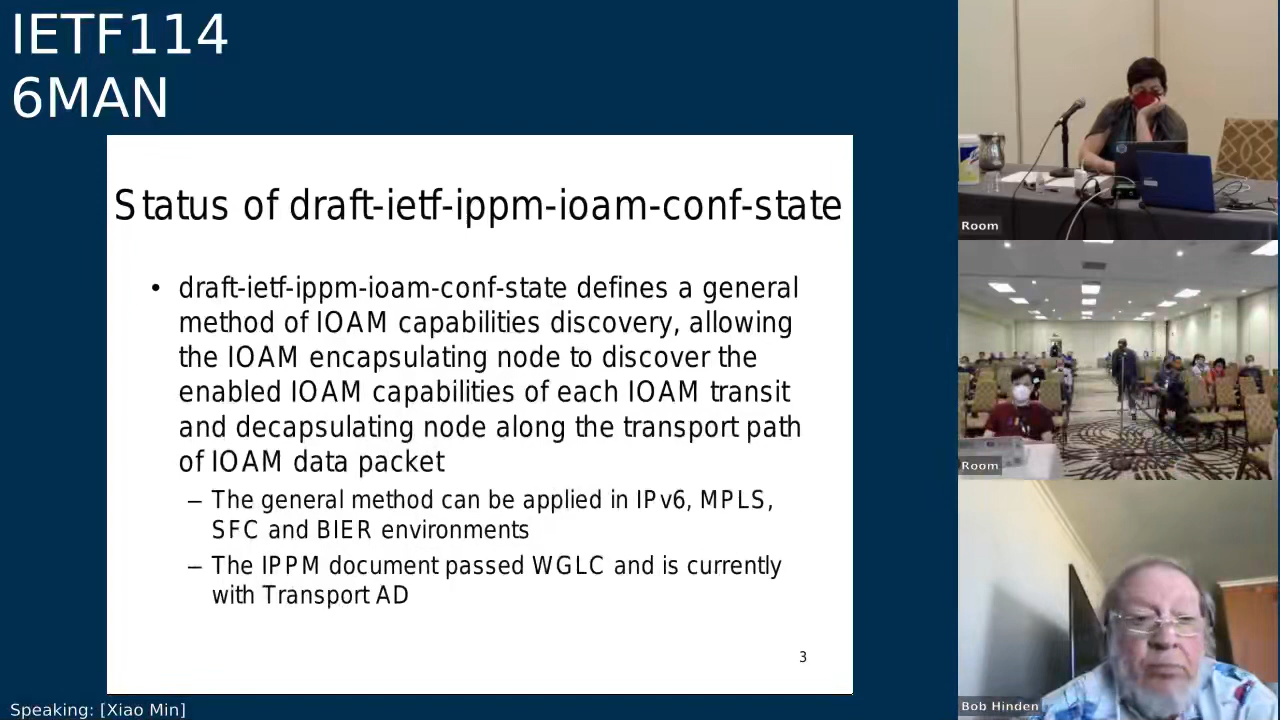 IETF114
6MAN
Status of draft-ietf-ippm-ioam-conf-state
• draft-ietf-ippm-ioam-conf-state defines a general
method of IOAM capabilities discovery, allowing
the IOAM encapsulating node to discover the
enabled IOAM capabilities of each IOAM transit
and decapsulating node along the transport path
of IOAM data packet
– The general method can be applied in IPv6, MPLS,
SFC and BIER environments
– The IPPM document passed WGLC and is currently
with Transport AD
3
Speaking: [Xiao Min]
Room
Room
Bob Hinden